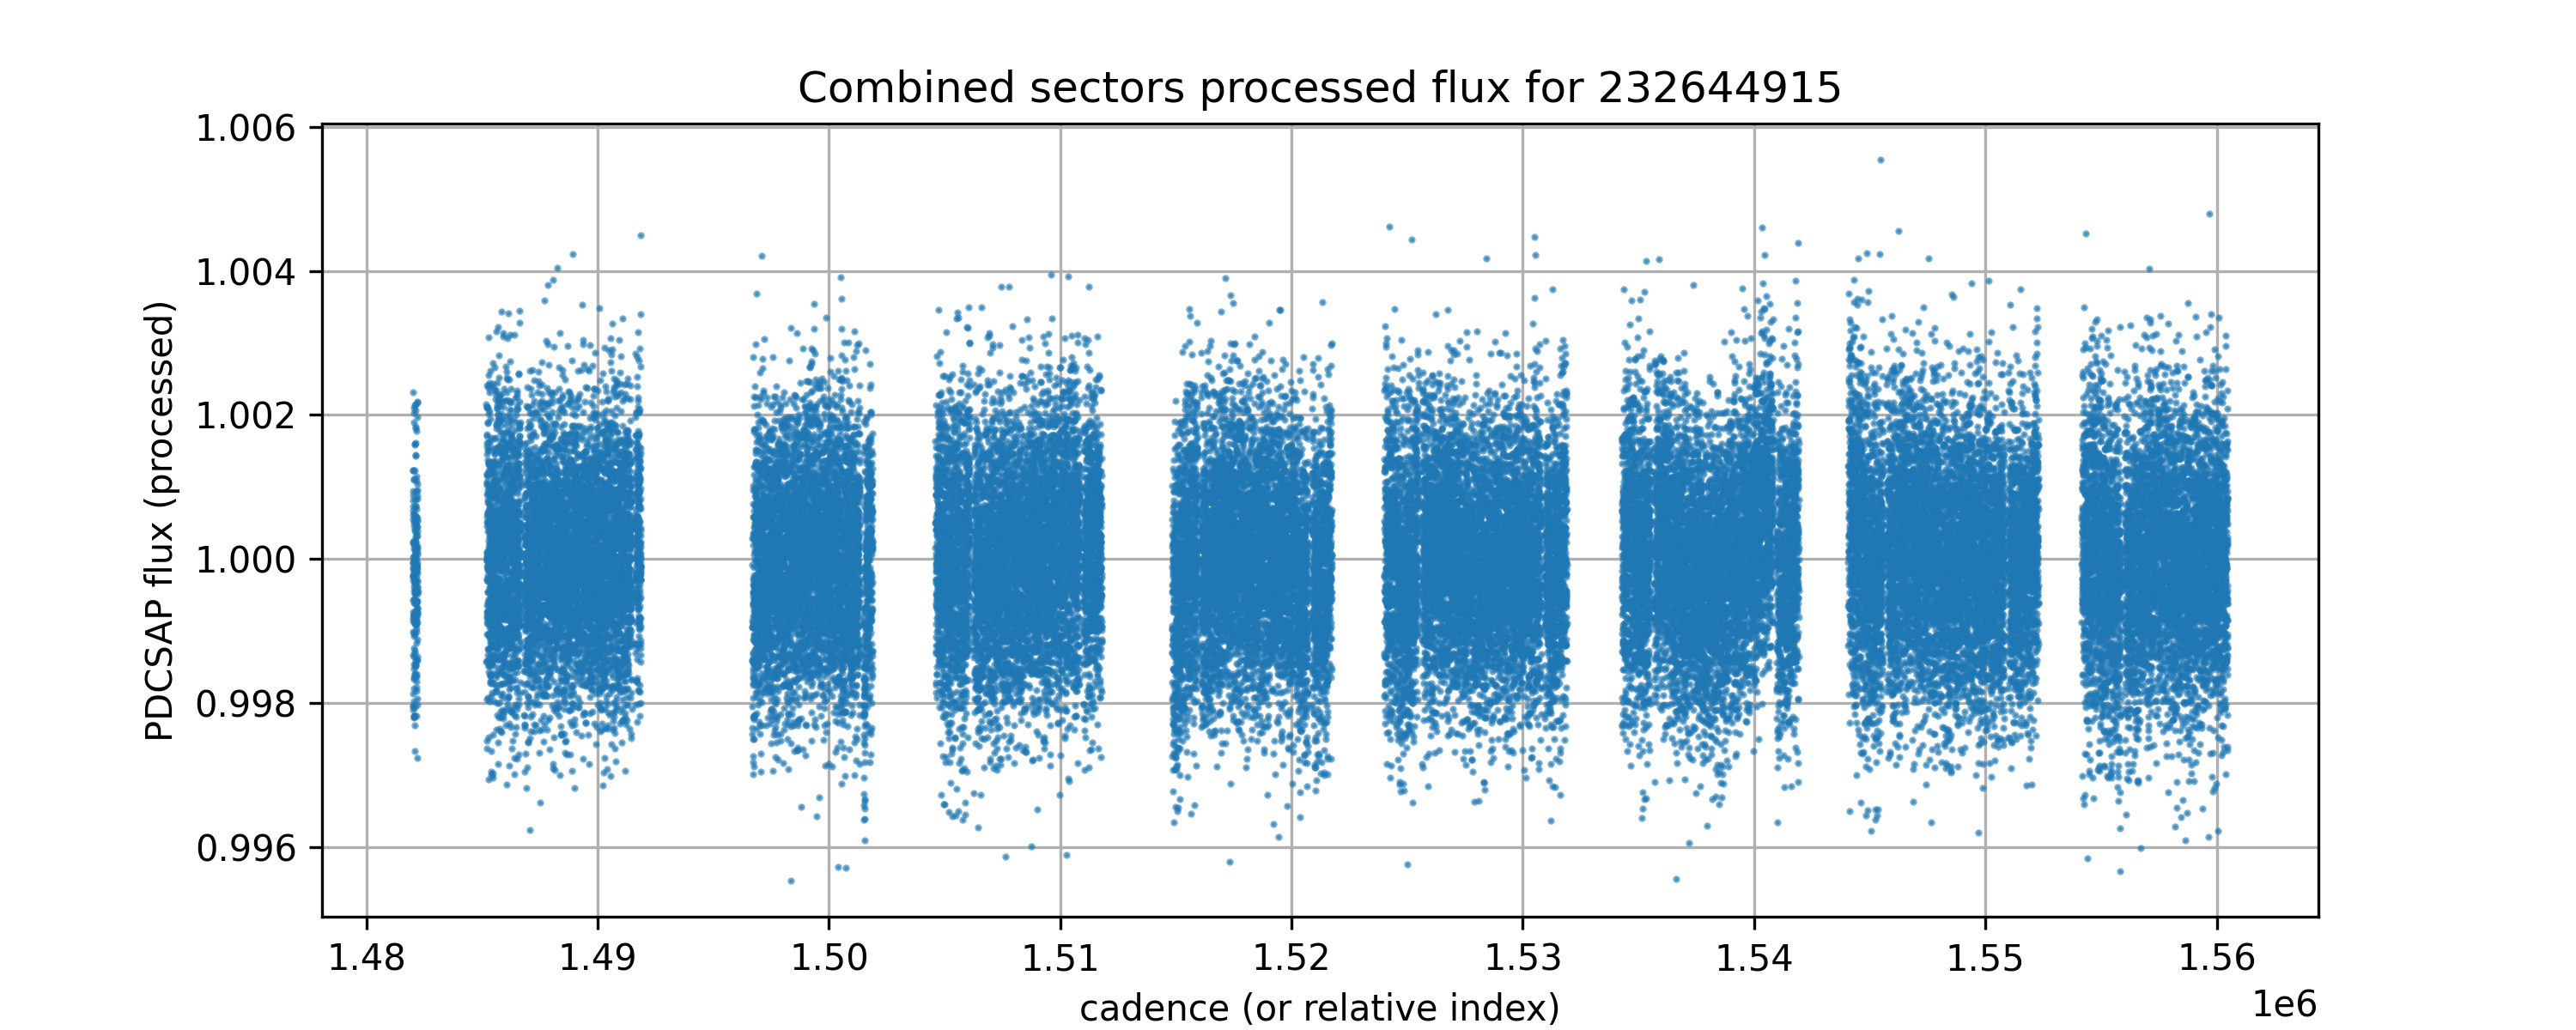 Combined sectors processed flux for 232644915
PDCSAP flux (processed)
1.006
1.004
1.002
1.000
0.998
0.996
1.48 1.49 1.50 1.51 1.52 1.53 1.54 1.55 1.56
1e6
cadence (or relative index)